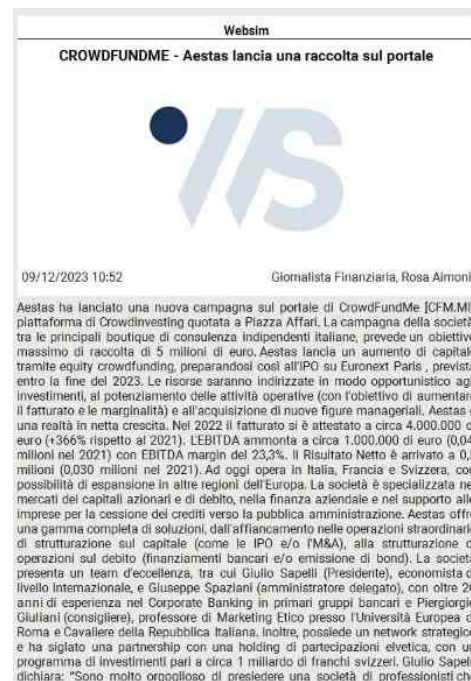 Websim
CROWDFUNDME - Aestas lancia una raccolta sul portale
WS
09/12/2023 10:52
Giornalista Finanziaria, Rosa Aimoni
Aestas ha lanciato una nuova campagna sul portale di CrowdFundMe [CFM.MI]
piattaforma di Crowdinvesting quotata a Piazza Affari. La campagna della società
tra le principali boutique di consulenza indipendenti italiane, prevede un obiettivo
massimo di raccolta di 5 milioni di euro. Aestas lancia un aumento di capitale
tramite equity crowdfunding, preparandosi così all'IPO su Euronext Paris , prevista
entro la fine del 2023. Le risorse saranno indirizzate in modo opportunistico agli
investimenti, al potenziamento delle attività operative (con l'obiettivo di aumentare
il fatturato e le marginalità) e all'acquisizione di nuove figure manageriali. Aestas è
una realtà in netta crescita. Nel 2022 il fatturato si è attestato a circa 4.000.000 di
euro (+366% rispetto al 2021). L'EBITDA ammonta a circa 1.000.000 di euro (0,04
milioni nel 2021) con EBITDA margin del 23,3%. Il Risultato Netto è arrivato a
milioni (0,030 milioni nel 2021). Ad oggi opera in Italia, Francia e Svizzera, con
possibilità di espansione in altre regioni dell'Europa. La società è specializzata nei
mercati dei capitali azionari e di debito, nella finanza aziendale e nel supporto alle
imprese per la cessione dei crediti verso la pubblica amministrazione. Aestas offre
una gamma completa di soluzioni, dall'affiancamento nelle operazioni straordinarie
di strutturazione sul capitale (come le IPO e/o l'M&A), alla strutturazione di
operazioni sul debito (finanziamenti bancari e/o emissione di bond). La società
presenta un team d'eccellenza, tra cui Giulio Sapelli (Presidente), economista di
livello internazionale, e Giuseppe Spaziani (amministratore delegato), con oltre
anni di esperienza nel Corporate Banking in primari gruppi bancari e Piergiorgio
Giuliani (consigliere), professore di Marketing Etico presso l'Università Europea di
Roma e Cavaliere della Repubblica Italiana. Inoltre, possiede un network strategico
e ha siglato una partnership con una holding di partecipazioni elvetica, con un
programma di investimenti pari a circa 1 miliardo di franchi svizzeri. Giulio Sapelli
dichiara: "Sono molto orgoglioso di presiedere una società di professionisti che